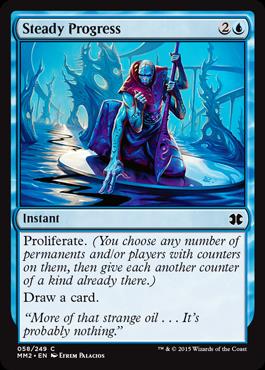 Steady Progress 2
Instant
Proliferate. (You choose any number of
permanents and/or players with counters
on them, then give each another counter
of a kind already there.)
Draw a card.
"More of that strange oil . . . It's
probably nothing."
058/249 C
MM2 • EN Efrem Palacios
™ & © 2015 Wizards of the Coast